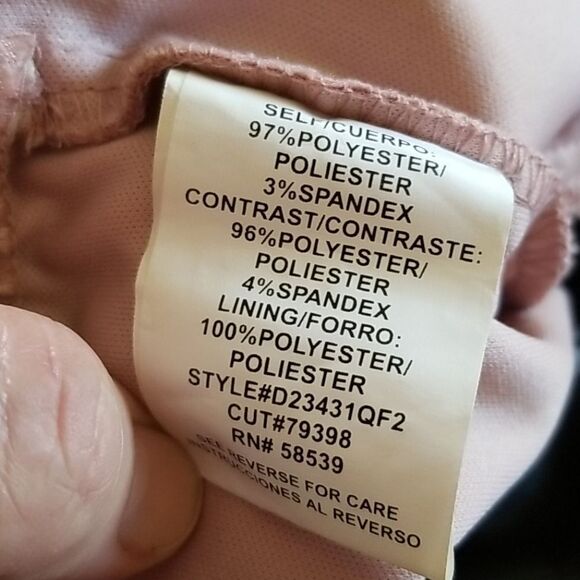 SELF/CUERPO:
97%POLYESTER/
POLIESTER
3%SPANDEX
CONTRAST/CONTRASTE:
96%POLYESTER/
POLIESTER
4%SPANDEX
LINING/FORRO:
100%POLYESTER/
POLIESTER
STYLE#D23431QF2
CUT#79398
RN# 58539
SEE REVERSE FOR CARE
INSTRUCCIONES AL REVERSO